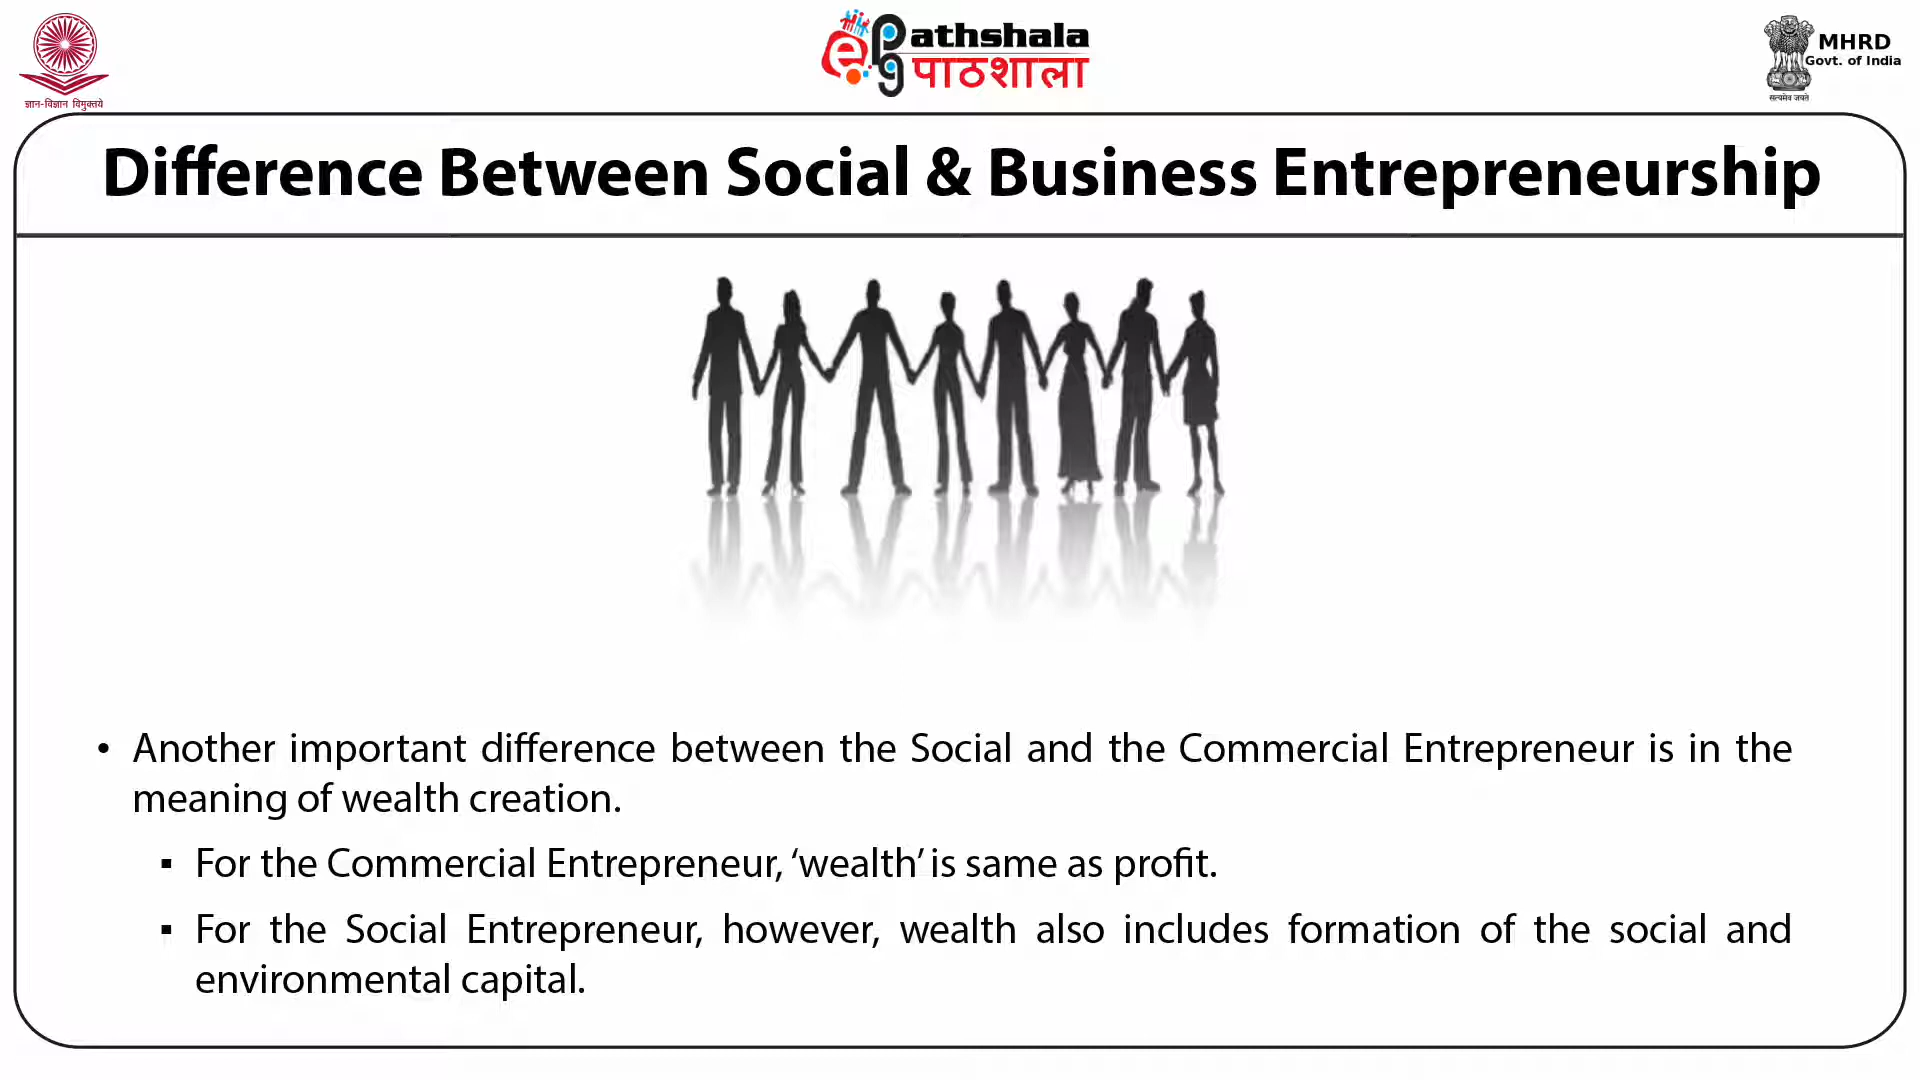 ज्ञान-विज्ञान विमुक्तये
ePathshala
पाठशाला
MHRD
Govt. of India
सत्यमेव जयते
Difference Between Social & Business Entrepreneurship
• Another important difference between the Social and the Commercial Entrepreneur is in the
meaning of wealth creation.
▪ For the Commercial Entrepreneur, ‘wealth’ is same as profit.
▪ For the Social Entrepreneur, however, wealth also includes formation of the social and
environmental capital.